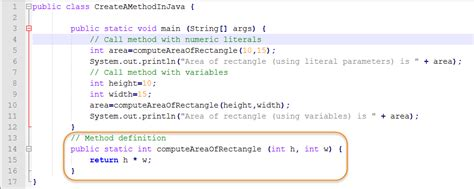 1 public class CreateAMethodInJava {
2
3 public static void main (String[] args) {
4 // Call method with numeric literals
5 int area=computeAreaOfRectangle(10,15);
6 System.out.println("Area of rectangle (using literal parameters) is " + area);
7 // Call method with variables
8 int height=10;
9 int width=15;
10 area=computeAreaOfRectangle(height,width);
11 System.out.println("Area of rectangle (using variables) is " + area);
12 }
13 // Method definition
14 public static int computeAreaOfRectangle (int h, int w) {
15 return h * w;
16 }
17 }